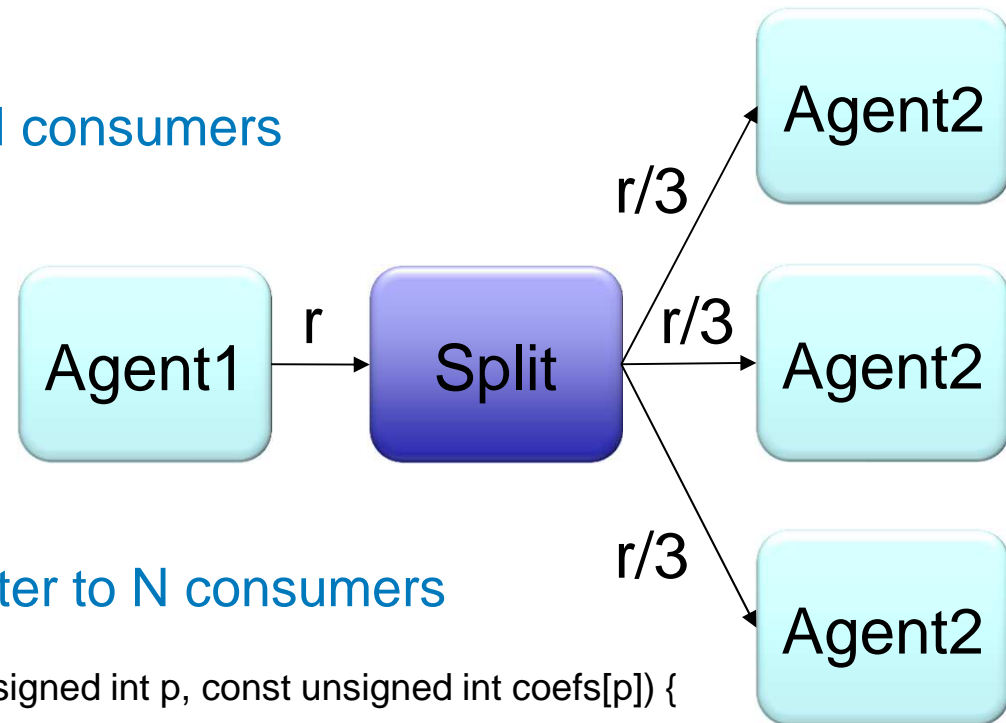 consumers
Agent2
r/3
r
r/3
Agent1
Split
Agent2
r/3
ter to N consumers
Agent2
signed int p, const unsigned int coefs[p]) {